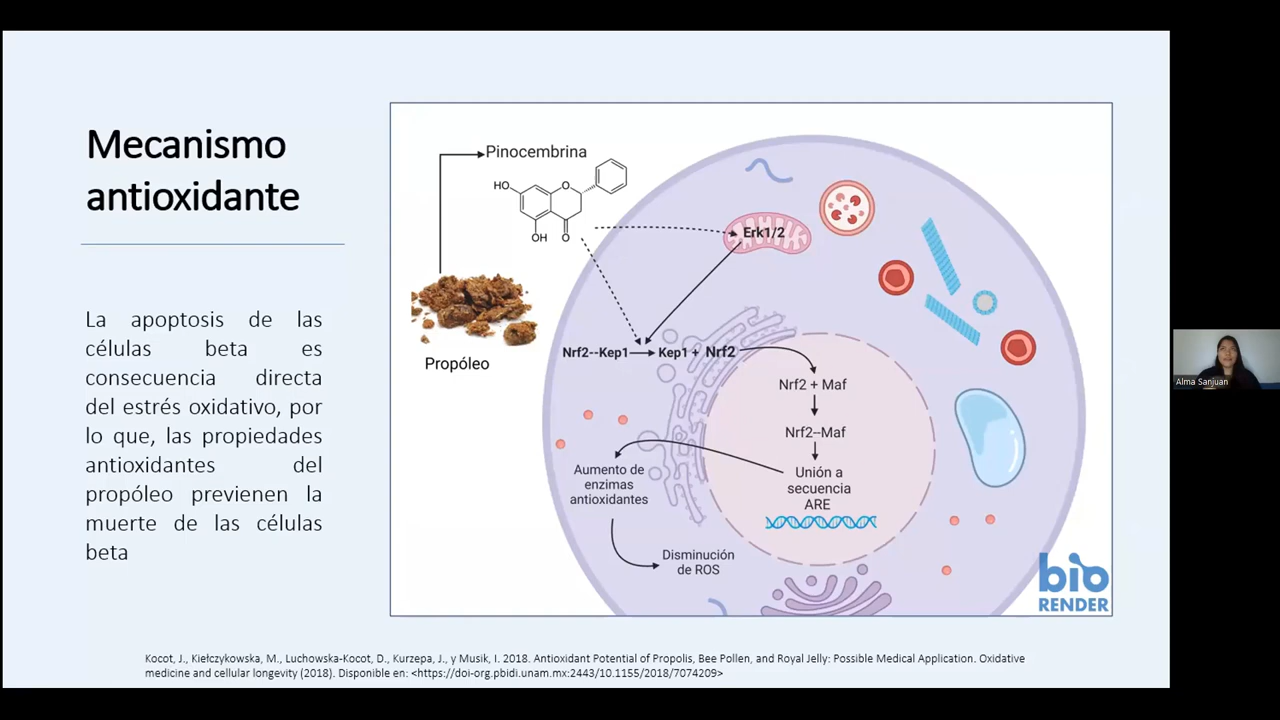 Mecanismo
antioxidante
La apoptosis de las
células beta es
consecuencia directa
del estrés oxidativo, por
lo que, las propiedades
antioxidantes del
propóleo previenen la
muerte de las células
beta
Pinocembrina
HO
O
OH
O
Propóleo
Erk1/2
Nrf2--Kep1
Kep1 + Nrf2
Nrf2 + Maf
Nrf2--Maf
Unión a
secuencia
ARE
Aumento de
enzimas
antioxidantes
Disminución
de ROS
bio
RENDER
Kocot, J., Kiełczykowska, M., Luchowska-Kocot, D., Kurzepa, J., y Musik, I. 2018. Antioxidant Potential of Propolis, Bee Pollen, and Royal Jelly: Possible Medical Application. Oxidative
medicine and cellular longevity (2018). Disponible en: <https://doi-org.pbidi.unam.mx:2443/10.1155/2018/7074209>
Alma Sanjuan